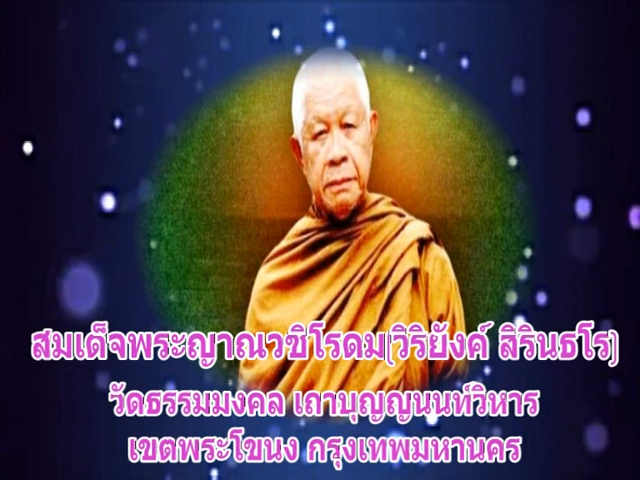 สมเด็จพระญาณวชิโรดม(วิริยังค์ สิรินธโร)
วัดธรรมมงคล เถาบุญญนนท์วิหาร
เขตพระโขนง กรุงเทพมหานคร